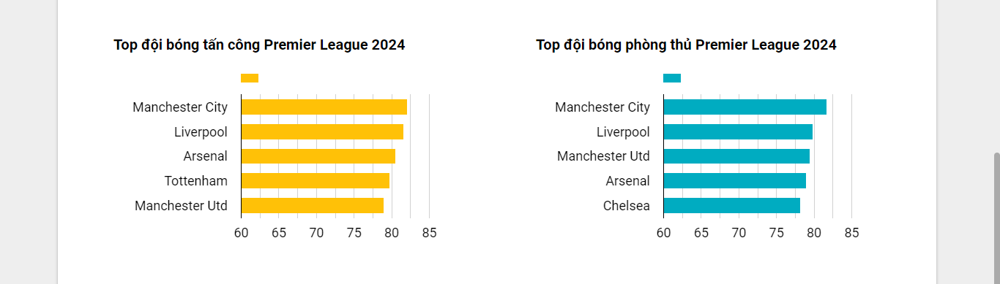 Top đội bóng tấn công Premier League 2024
Manchester City
Liverpool
Arsenal
Tottenham
Manchester Utd
60 65 70 75 80 85
Top đội bóng phòng thủ Premier League 2024
Manchester City
Liverpool
Manchester Utd
Arsenal
Chelsea
60 65 70 75 80 85